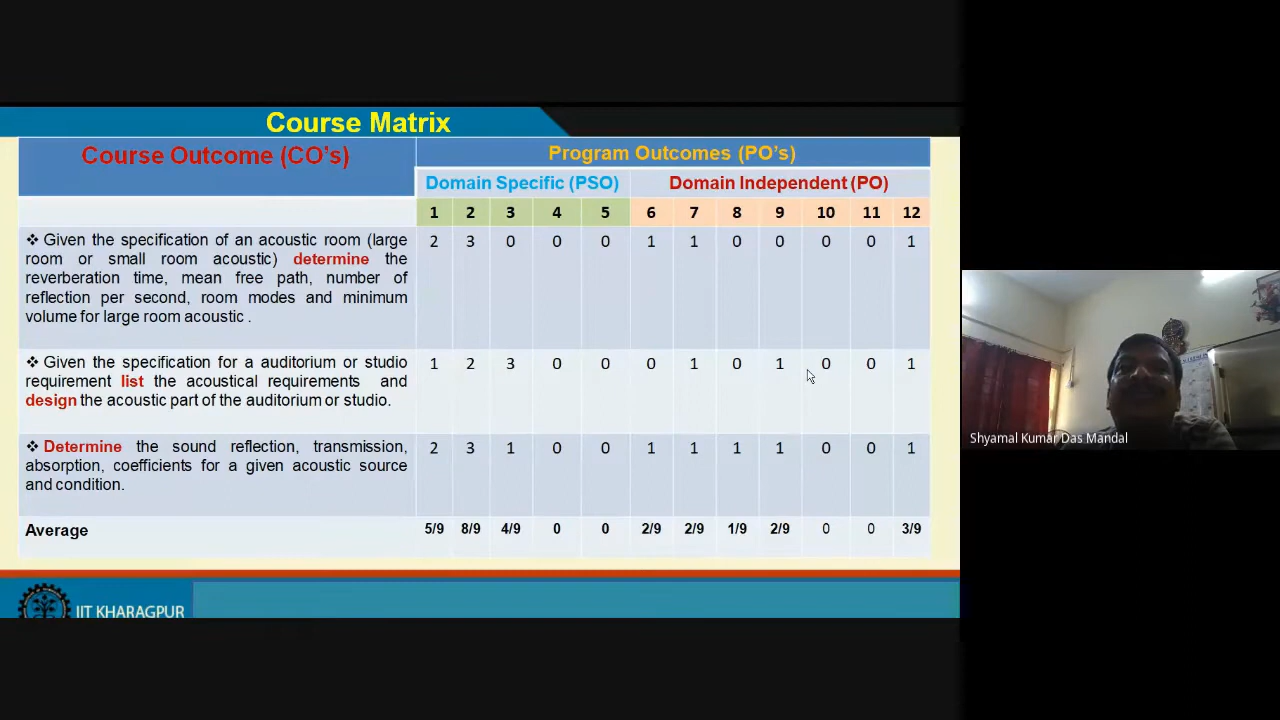 Course Matrix
Course Outcome (CO's)
Program Outcomes (PO's)
Domain Specific (PSO)
Domain Independent (PO)
1 2 3 4 5 6 7 8 9 10 11 12
❖ Given the specification of an acoustic room (large
room or small room acoustic) determine the
reverberation time, mean free path, number of
reflection per second, room modes and minimum
volume for large room acoustic .
2 3 0 0 0 1 1 0 0 0 0 1
❖ Given the specification for a auditorium or studio
requirement list the acoustical requirements and
design the acoustic part of the auditorium or studio.
1 2 3 0 0 0 1 0 1 0 0 1
❖ Determine the sound reflection, transmission,
absorption, coefficients for a given acoustic source
and condition.
2 3 1 0 0 1 1 1 1 0 0 1
Average
5/9 8/9 4/9 0 0 2/9 2/9 1/9 2/9 0 0 3/9
IIT KHARAGPUR
Shyamal Kumar Das Mandal